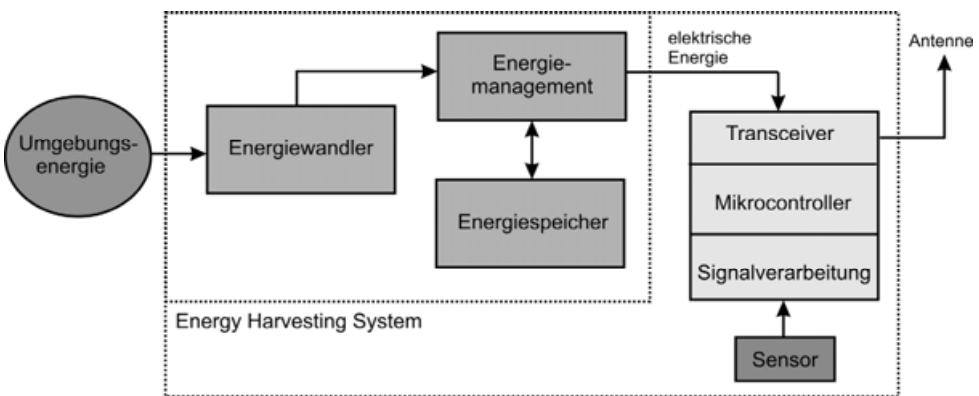 Umgebungs-
energie
Energiewandler
Energie-
management
Energiespeicher
Energy Harvesting System
elektrische
Energie
Transceiver
Mikrocontroller
Signalverarbeitung
Sensor
Antenne